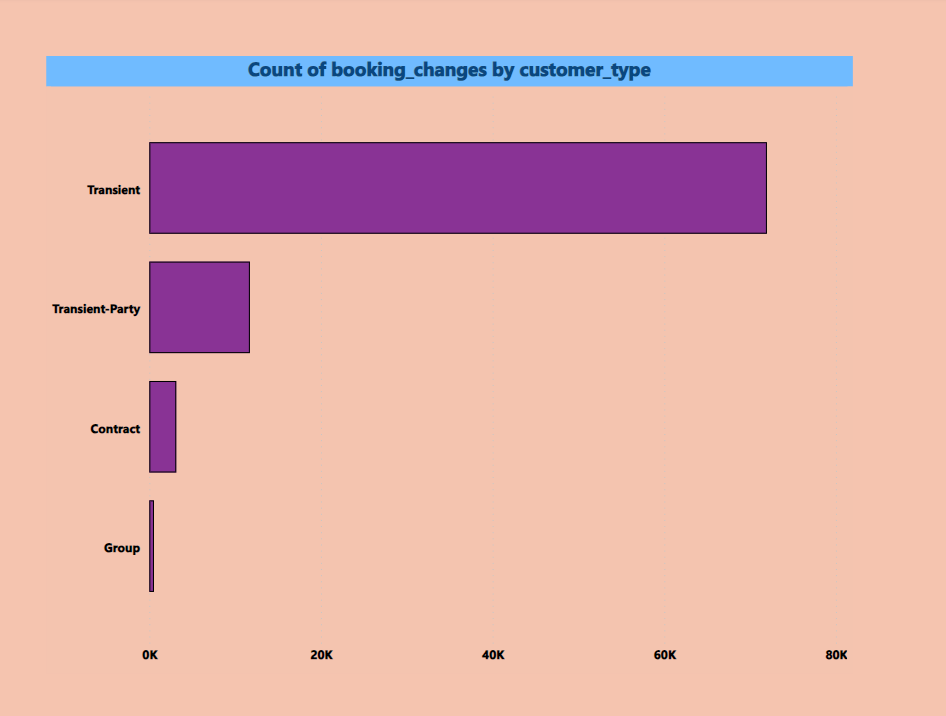 Count of booking_changes by customer_type
Transient
Transient-Party
Contract
Group
0K 20K 40K 60K 80K